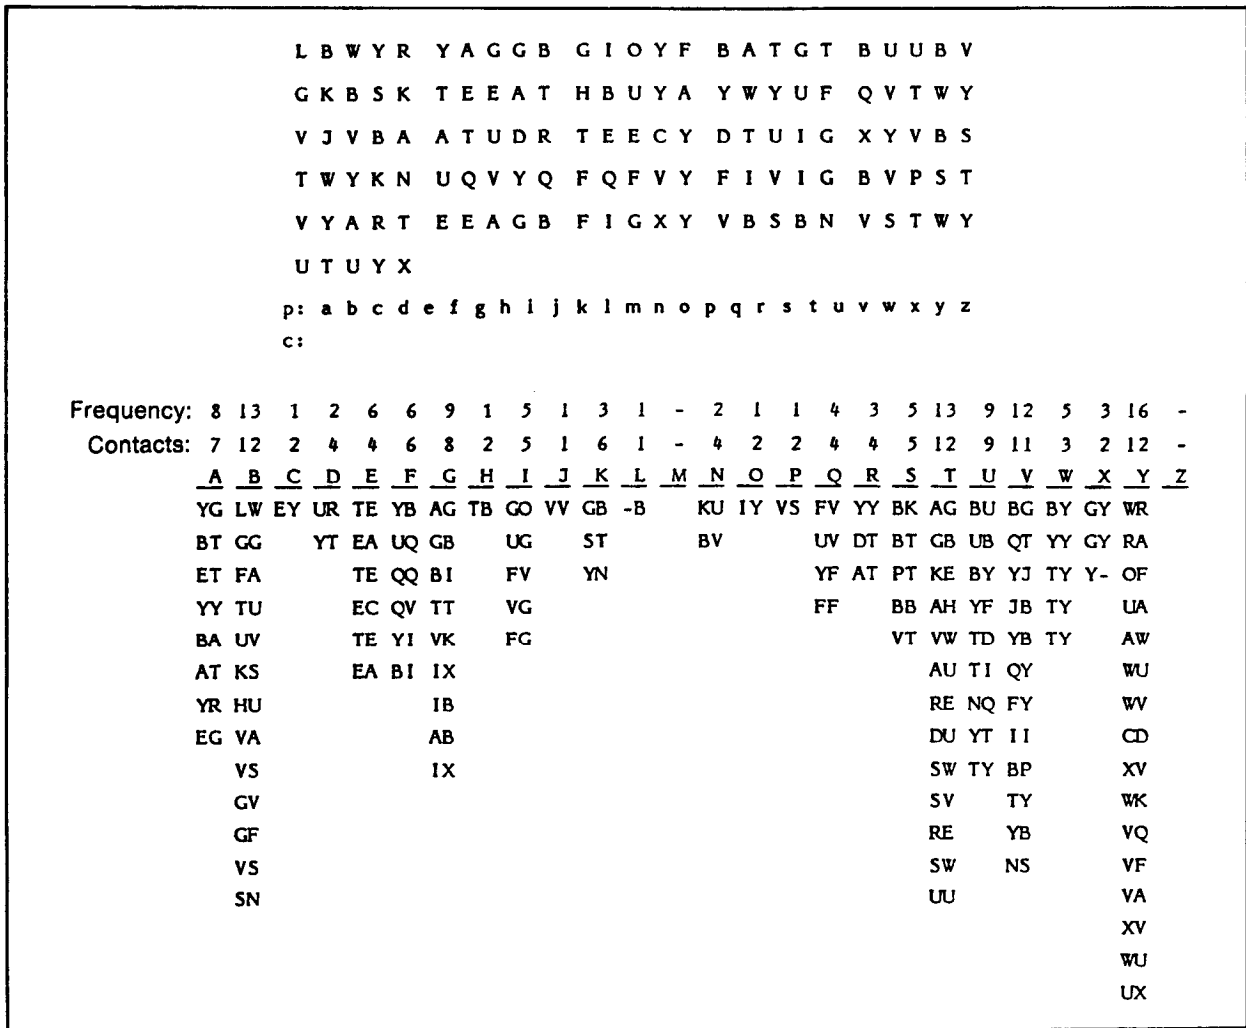 L B W Y R Y A G G B G I O Y F B A T G T B U U B V
G K B S K T E E A T H B U Y A Y W Y U F Q V T W Y
V J V B A A T U D R T E E C Y D T U I G X Y V B S
T W Y K N U Q V Y Q F Q F V Y F I V I G B V P S T
V Y A R T E E A G B F I G X Y V B S B N V S T W Y
U T U Y X
p: a b c d e f g h i j k l m n o p q r s t u v w x y z
c:
Frequency: 8 13 1 2 6 6 9 1 5 1 3 1 - 2 1 1 4 3 5 13 9 12 5 3 16 -
Contacts: 7 12 2 4 4 6 8 2 5 1 6 1 - 4 2 2 4 4 5 12 9 11 3 2 12 -
A B C D E F G H I J K L M N O P Q R S T U V W X Y Z
YG LW EY UR TE YB AG TB GO VV GB -B KU IY VS FV YY BK AG BU BG BY GY WR
BT GG YT EA UQ GB UG ST BV UV DT BT GB UB QT YY GY RA
ET FA TE QQ BI FV YN YF AT PT KE BY YJ TY Y- OF
YY TU EC QV TT VG FF BB AH YF JB TY UA
BA UV TE YI VK FG VT VW TD YB TY AW
AT KS EA BI IX AU TI QY WU
YR HU IB RE NQ FY WV
EG VA AB DU YT II CD
VS IX SW TY BP XV
GV SV TY WK
GF RE YB VQ
VS SW NS VF
SN UU VA
XV
WU
UX